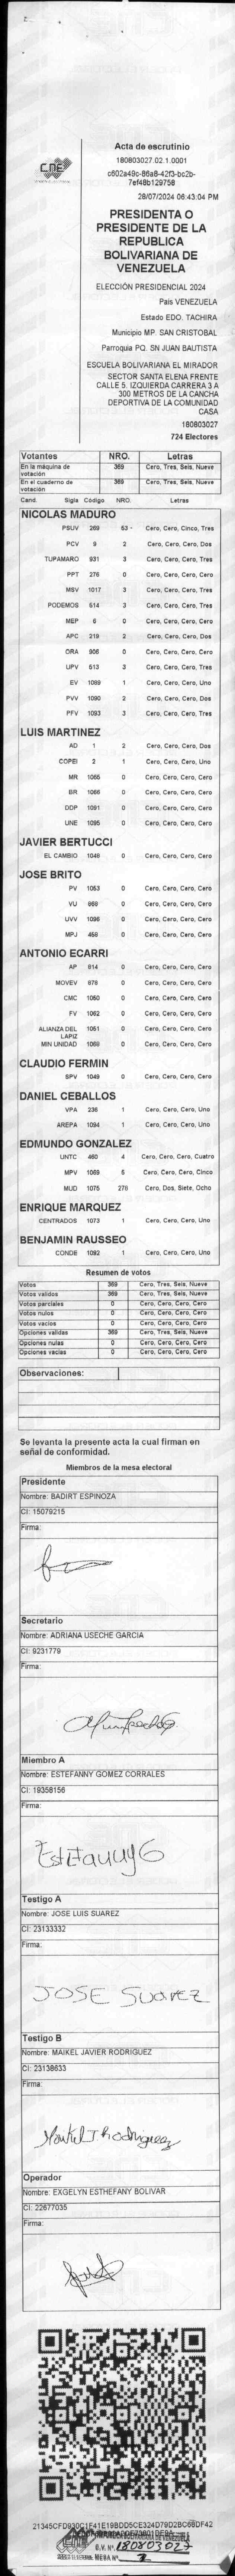 CNE
Acta de escrutinio
180803027.02.1.0001
c602a49c-86a8-42f3-bc2b-
7ef48b129758
28/07/2024 06:43:04 PM
PRESIDENTA O
PRESIDENTE DE LA
REPUBLICA
BOLIVARIANA DE
VENEZUELA
ELECCIÓN PRESIDENCIAL 2024
País VENEZUELA
Estado EDO. TACHIRA
Municipio MP. SAN CRISTOBAL
Parroquia PQ. SN JUAN BAUTISTA
ESCUELA BOLIVARIANA EL MIRADOR
SECTOR SANTA ELENA FRENTE
CALLE 5. IZQUIERDA CARRERA 3 A
300 METROS DE LA CANCHA
DEPORTIVA DE LA COMUNIDAD
CASA
180803027
724 Electores
Votantes NRO. Letras
En la máquina de votación 369 Cero, Tres, Seis, Nueve
En el cuaderno de votación 369 Cero, Tres, Seis, Nueve
Cand. Sigla Código NRO. Letras
NICOLAS MADURO
PSUV 269 53 - Cero, Cero, Cinco, Tres
PCV 9 2 Cero, Cero, Cero, Dos
TUPAMARO 931 3 Cero, Cero, Cero, Tres
PPT 276 0 Cero, Cero, Cero, Cero
MSV 1017 3 Cero, Cero, Cero, Tres
PODEMOS 514 3 Cero, Cero, Cero, Tres
MEP 6 0 Cero, Cero, Cero, Cero
APC 219 2 Cero, Cero, Cero, Dos
ORA 906 0 Cero, Cero, Cero, Cero
UPV 513 3 Cero, Cero, Cero, Tres
EV 1089 1 Cero, Cero, Cero, Uno
PVV 1090 2 Cero, Cero, Cero, Dos
PFV 1093 3 Cero, Cero, Cero, Tres
LUIS MARTINEZ
AD 1 2 Cero, Cero, Cero, Dos
COPEI 2 1 Cero, Cero, Cero, Uno
MR 1065 0 Cero, Cero, Cero, Cero
BR 1066 0 Cero, Cero, Cero, Cero
DDP 1091 0 Cero, Cero, Cero, Cero
UNE 1095 0 Cero, Cero, Cero, Cero
JAVIER BERTUCCI
EL CAMBIO 1048 0 Cero, Cero, Cero, Cero
JOSE BRITO
PV 1053 0 Cero, Cero, Cero, Cero
VU 868 0 Cero, Cero, Cero, Cero
UVV 1096 0 Cero, Cero, Cero, Cero
MPJ 458 0 Cero, Cero, Cero, Cero
ANTONIO ECARRI
AP 814 0 Cero, Cero, Cero, Cero
MOVEV 878 0 Cero, Cero, Cero, Cero
CMC 1050 0 Cero, Cero, Cero, Cero
FV 1062 0 Cero, Cero, Cero, Cero
ALIANZA DEL LAPIZ 1051 0 Cero, Cero, Cero, Cero
MIN UNIDAD 1069 0 Cero, Cero, Cero, Cero
CLAUDIO FERMIN
SPV 1049 0 Cero, Cero, Cero, Cero
DANIEL CEBALLOS
VPA 236 1 Cero, Cero, Cero, Uno
AREPA 1094 1 Cero, Cero, Cero, Uno
EDMUNDO GONZALEZ
UNTC 460 4 Cero, Cero, Cero, Cuatro
MPV 1069 5 Cero, Cero, Cero, Cinco
MUD 1075 278 Cero, Dos, Siete, Ocho
ENRIQUE MARQUEZ
CENTRADOS 1073 1 Cero, Cero, Cero, Uno
BENJAMIN RAUSSEO
CONDE 1092 1 Cero, Cero, Cero, Uno
Resumen de votos
Votos 369 Cero, Tres, Seis, Nueve
Votos validos 369 Cero, Tres, Seis, Nueve
Votos parciales 0 Cero, Cero, Cero, Cero
Votos nulos 0 Cero, Cero, Cero, Cero
Votos vacios 0 Cero, Cero, Cero, Cero
Opciones validas 369 Cero, Tres, Seis, Nueve
Opciones nulas 0 Cero, Cero, Cero, Cero
Opciones vacias 0 Cero, Cero, Cero, Cero
Observaciones:
Se levanta la presente acta la cual firman en
señal de conformidad.
Miembros de la mesa electoral
Presidente
Nombre: BADIRT ESPINOZA
CI: 15079215
Firma:
Secretario
Nombre: ADRIANA USECHE GARCIA
CI: 9231779
Firma:
Miembro A
Nombre: ESTEFANNY GOMEZ CORRALES
CI: 19358156
Firma:
Estefanny G
Testigo A
Nombre: JOSE LUIS SUAREZ
CI: 23133332
Firma:
JOSE SUAREZ
Testigo B
Nombre: MAIKEL JAVIER RODRIGUEZ
CI: 23138633
Firma:
Maikel J Rodriguez
Operador
Nombre: EXGELYN ESTHEFANY BOLIVAR
CI: 22677035
Firma:
21345CFD930C1F41E19BDD5CE324D79D2BC68DF42
180803027
MESA Nº 2